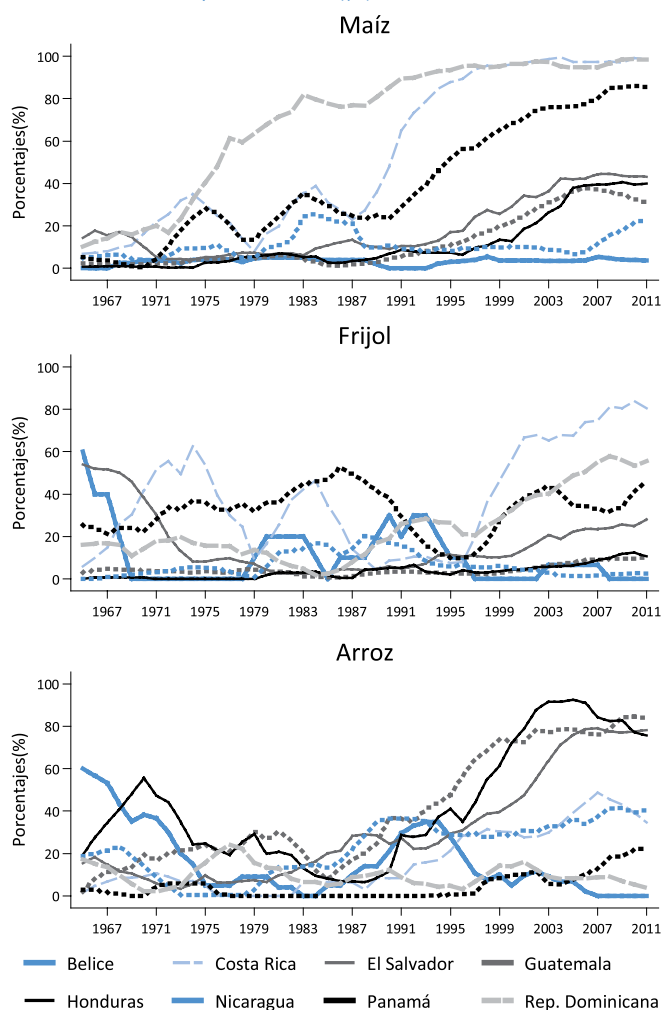 Maíz
Porcentajes(%)
100
80
60
40
20
0
1967 1971 1975 1979 1983 1987 1991 1995 1999 2003 2007 2011
Frijol
Porcentajes(%)
100
80
60
40
20
0
1967 1971 1975 1979 1983 1987 1991 1995 1999 2003 2007 2011
Arroz
Porcentajes(%)
100
80
60
40
20
0
1967 1971 1975 1979 1983 1987 1991 1995 1999 2003 2007 2011
Belice Costa Rica El Salvador Guatemala
Honduras Nicaragua Panamá Rep. Dominicana